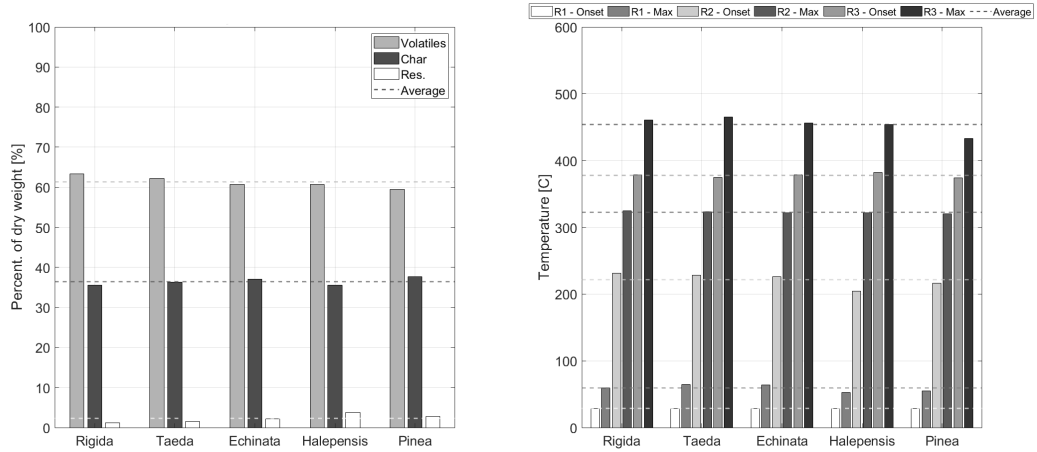 100
90
80
70
60
50
40
30
20
10
0
Percent. of dry weight [%]
Volatiles
Char
Res.
Average
Rigida Taeda Echinata Halepensis Pinea
R1 - Onset R1 - Max R2 - Onset R2 - Max R3 - Onset R3 - Max Average
600
500
400
300
200
100
0
Temperature [C]
Rigida Taeda Echinata Halepensis Pinea